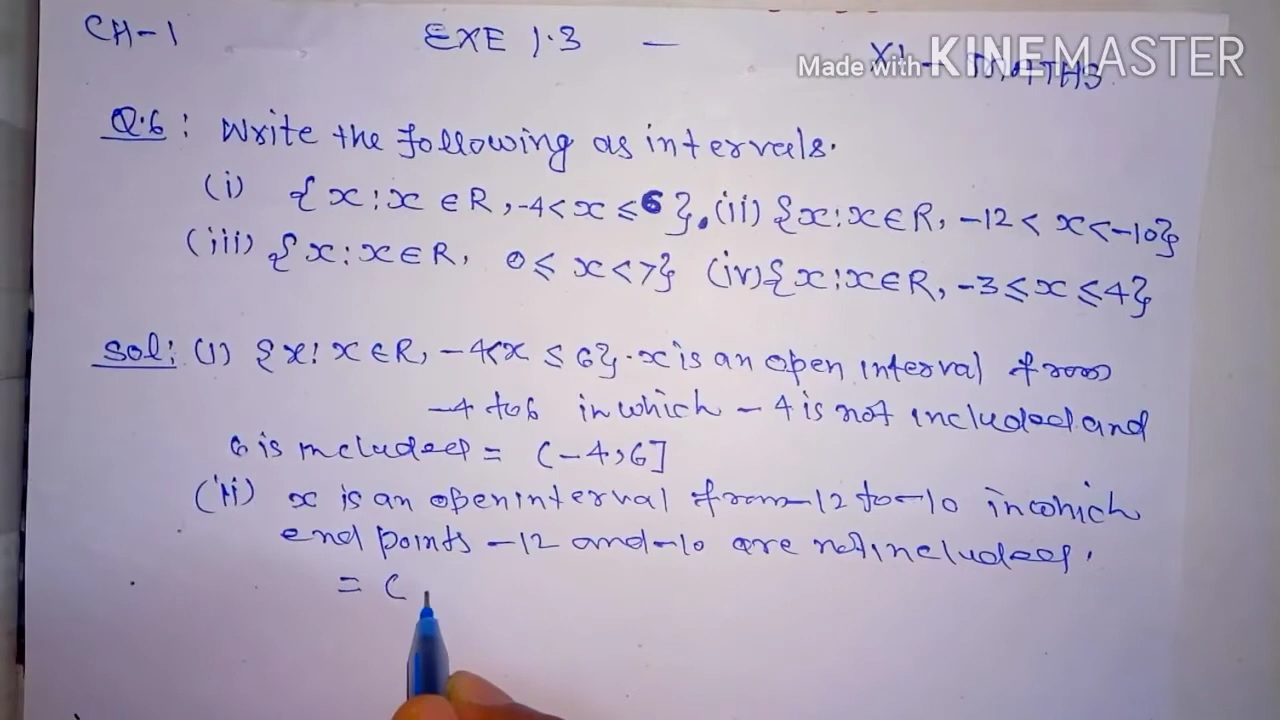 CH-1 EXE 1.3 — XI - MATHS
Made with KINEMASTER
Q.6: Write the following as intervals.
(i) {x:x ∈R, -4< x ≤6}. (ii) {x:x∈R, -12< x<-10}
(iii) {x:x∈R, 0≤ x<7} (iv){x:x∈R, -3≤x≤4}
Sol: (1) {x: x∈R, -4<x ≤ 6}. x is an open interval from
-4 to 6 in which -4 is not included and
6 is included = (-4,6]
(ii) x is an open interval from -12 to -10 in which
end points -12 and -10 are not included.
= (